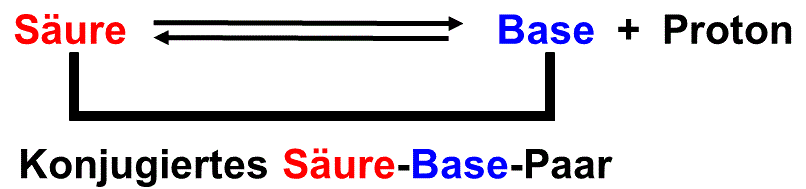 Säure Base + Proton
Konjugiertes Säure-Base-Paar